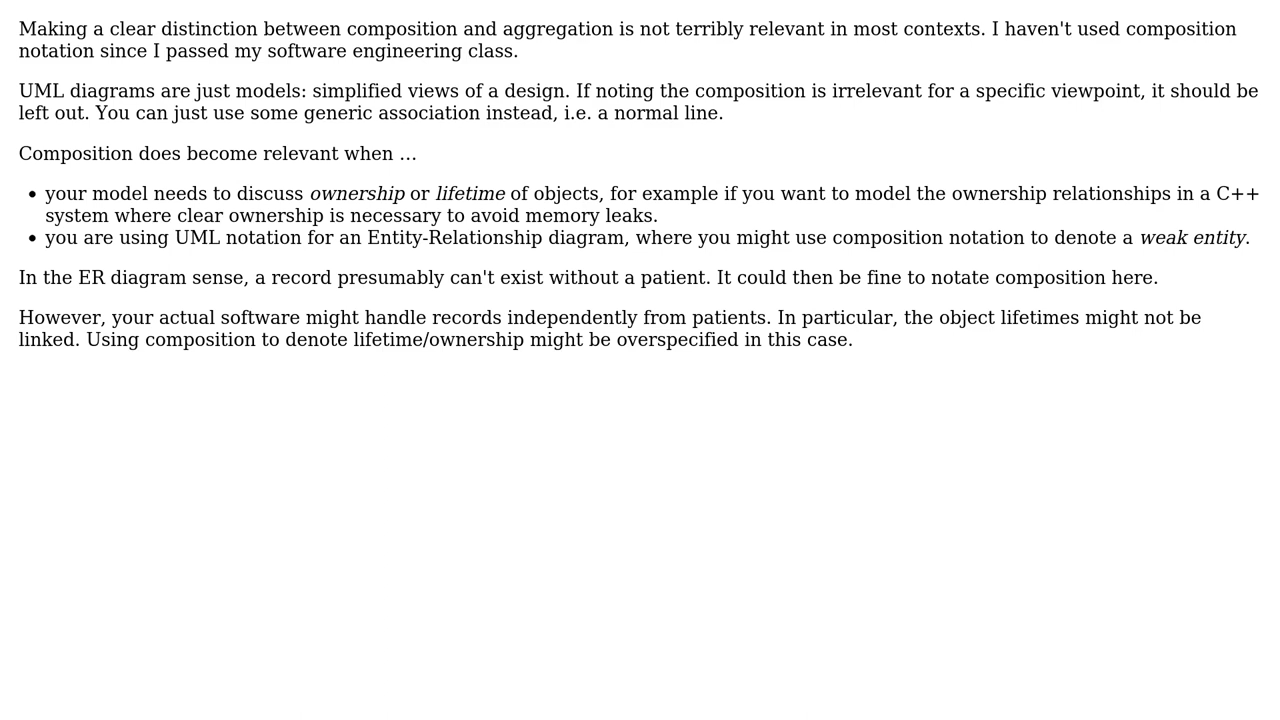 Making a clear distinction between composition and aggregation is not terribly relevant in most contexts. I haven't used composition
notation since I passed my software engineering class.
UML diagrams are just models: simplified views of a design. If noting the composition is irrelevant for a specific viewpoint, it should be
left out. You can just use some generic association instead, i.e. a normal line.
Composition does become relevant when …
• your model needs to discuss ownership or lifetime of objects, for example if you want to model the ownership relationships in a C++
system where clear ownership is necessary to avoid memory leaks.
• you are using UML notation for an Entity-Relationship diagram, where you might use composition notation to denote a weak entity.
In the ER diagram sense, a record presumably can't exist without a patient. It could then be fine to notate composition here.
However, your actual software might handle records independently from patients. In particular, the object lifetimes might not be
linked. Using composition to denote lifetime/ownership might be overspecified in this case.